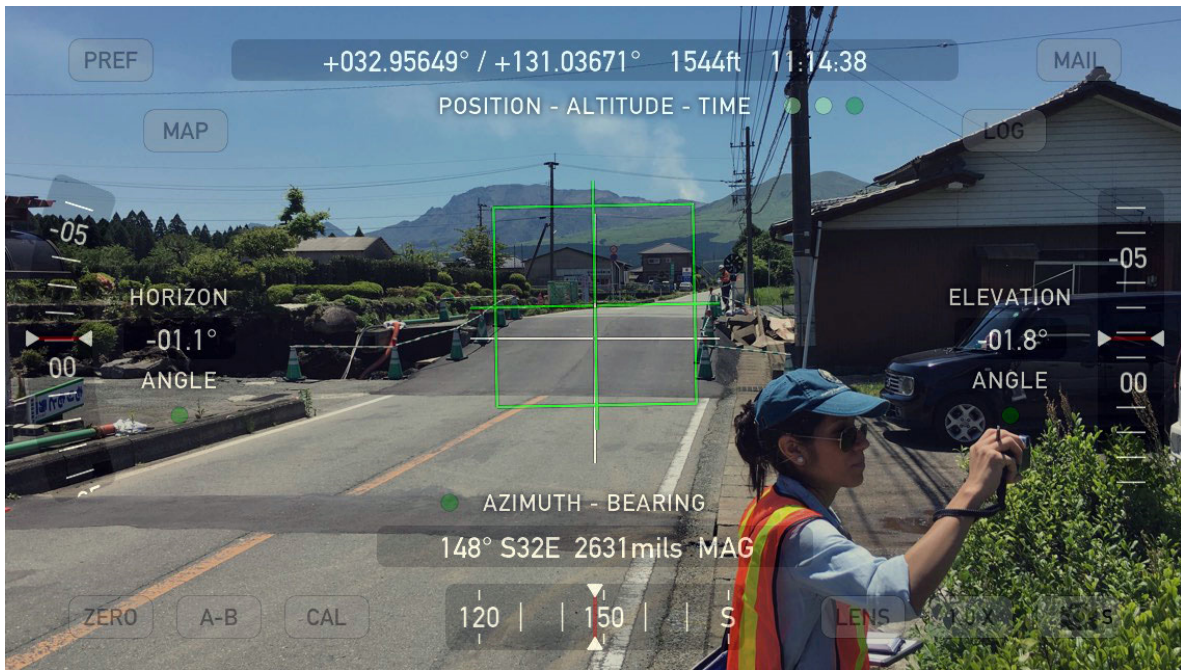 PREF
+032.95649° / +131.03671° 1544ft 11:14:38
MAIL
POSITION - ALTITUDE - TIME
MAP
LOG
-05
-05
HORIZON
ELEVATION
-01.1°
-01.8°
00
ANGLE
ANGLE
00
AZIMUTH - BEARING
148° S32E 2631mils MAG
ZERO
A-B
CAL
120 150 S
LENS